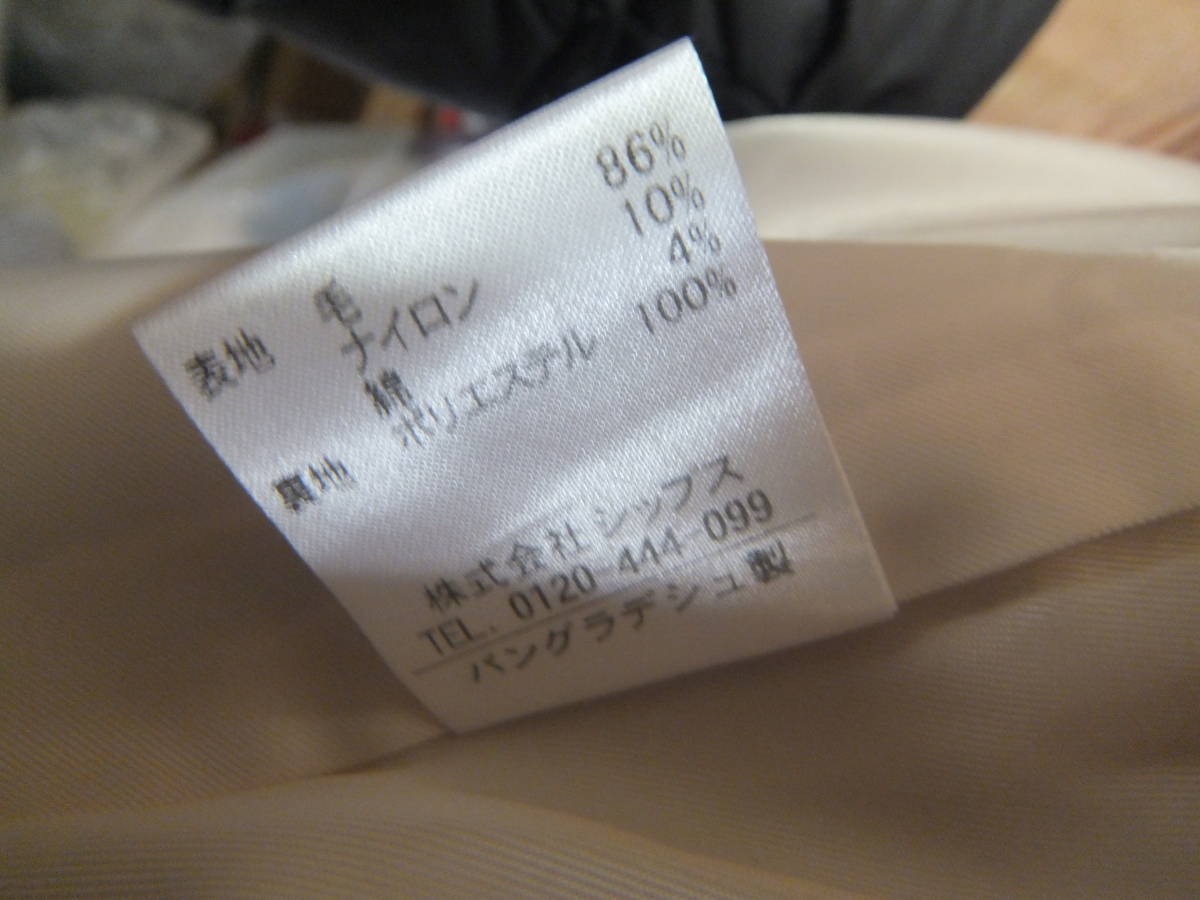 表地 毛 86%
ナイロン 10%
綿 4%
裏地 ポリエステル 100%
株式会社 シップス
TEL. 0120-444-099
バングラデシュ製